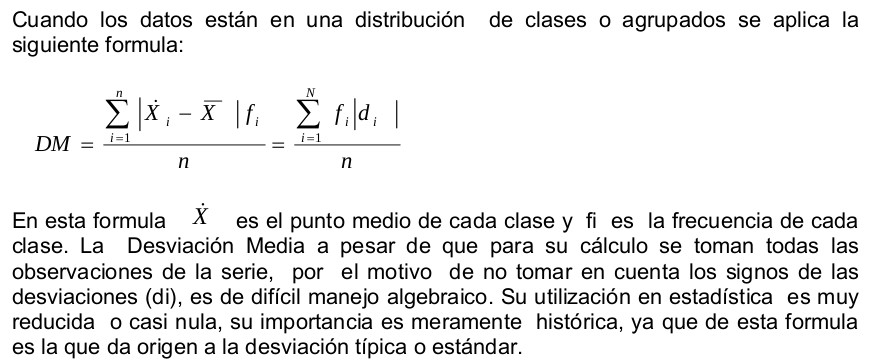 Cuando los datos están en una distribución de clases o agrupados se aplica la
siguiente formula:
DM = \frac{\sum_{i=1}^{n} |\dot{X}_i - \overline{X}| f_i}{n} = \frac{\sum_{i=1}^{N} f_i |d_i|}{n}
En esta formula \dot{X} es el punto medio de cada clase y fi es la frecuencia de cada
clase. La Desviación Media a pesar de que para su cálculo se toman todas las
observaciones de la serie, por el motivo de no tomar en cuenta los signos de las
desviaciones (di), es de difícil manejo algebraico. Su utilización en estadística es muy
reducida o casi nula, su importancia es meramente histórica, ya que de esta formula
es la que da origen a la desviación típica o estándar.